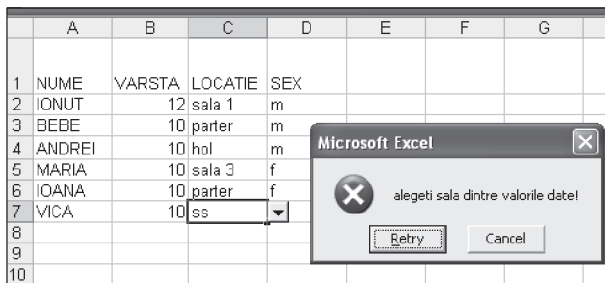 A B C D E F G
1 NUME VARSTA LOCATIE SEX
2 IONUT 12 sala 1 m
3 BEBE 10 parter m
4 ANDREI 10 hol m
5 MARIA 10 sala 3 f
6 IOANA 10 parter f
7 VICA 10 ss
8
9
10
Microsoft Excel
alegeti sala dintre valorile date!
Retry Cancel